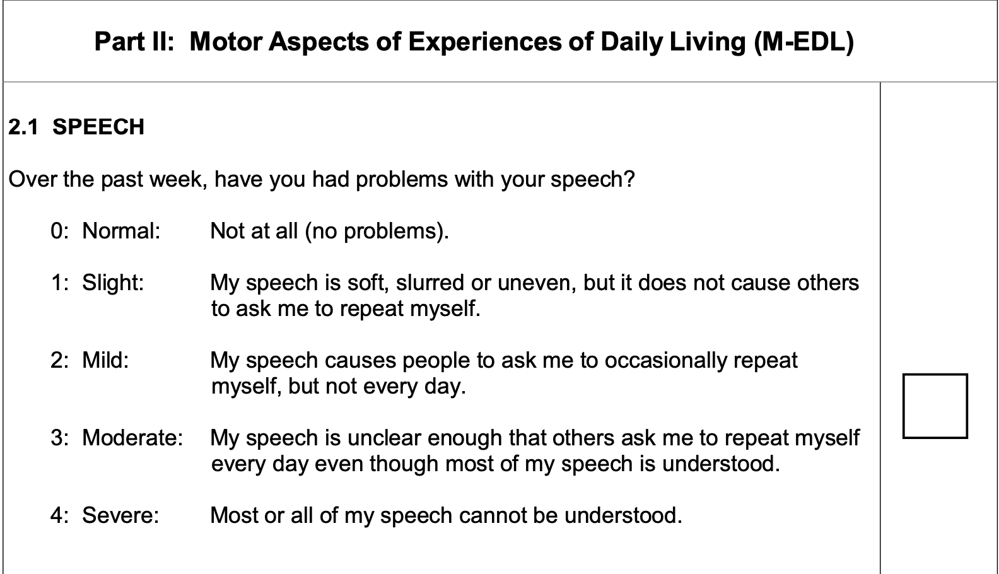 Part II: Motor Aspects of Experiences of Daily Living (M-EDL)
2.1 SPEECH
Over the past week, have you had problems with your speech?
0: Normal: Not at all (no problems).
1: Slight: My speech is soft, slurred or uneven, but it does not cause others
to ask me to repeat myself.
2: Mild: My speech causes people to ask me to occasionally repeat
myself, but not every day.
3: Moderate: My speech is unclear enough that others ask me to repeat myself
every day even though most of my speech is understood.
4: Severe: Most or all of my speech cannot be understood.